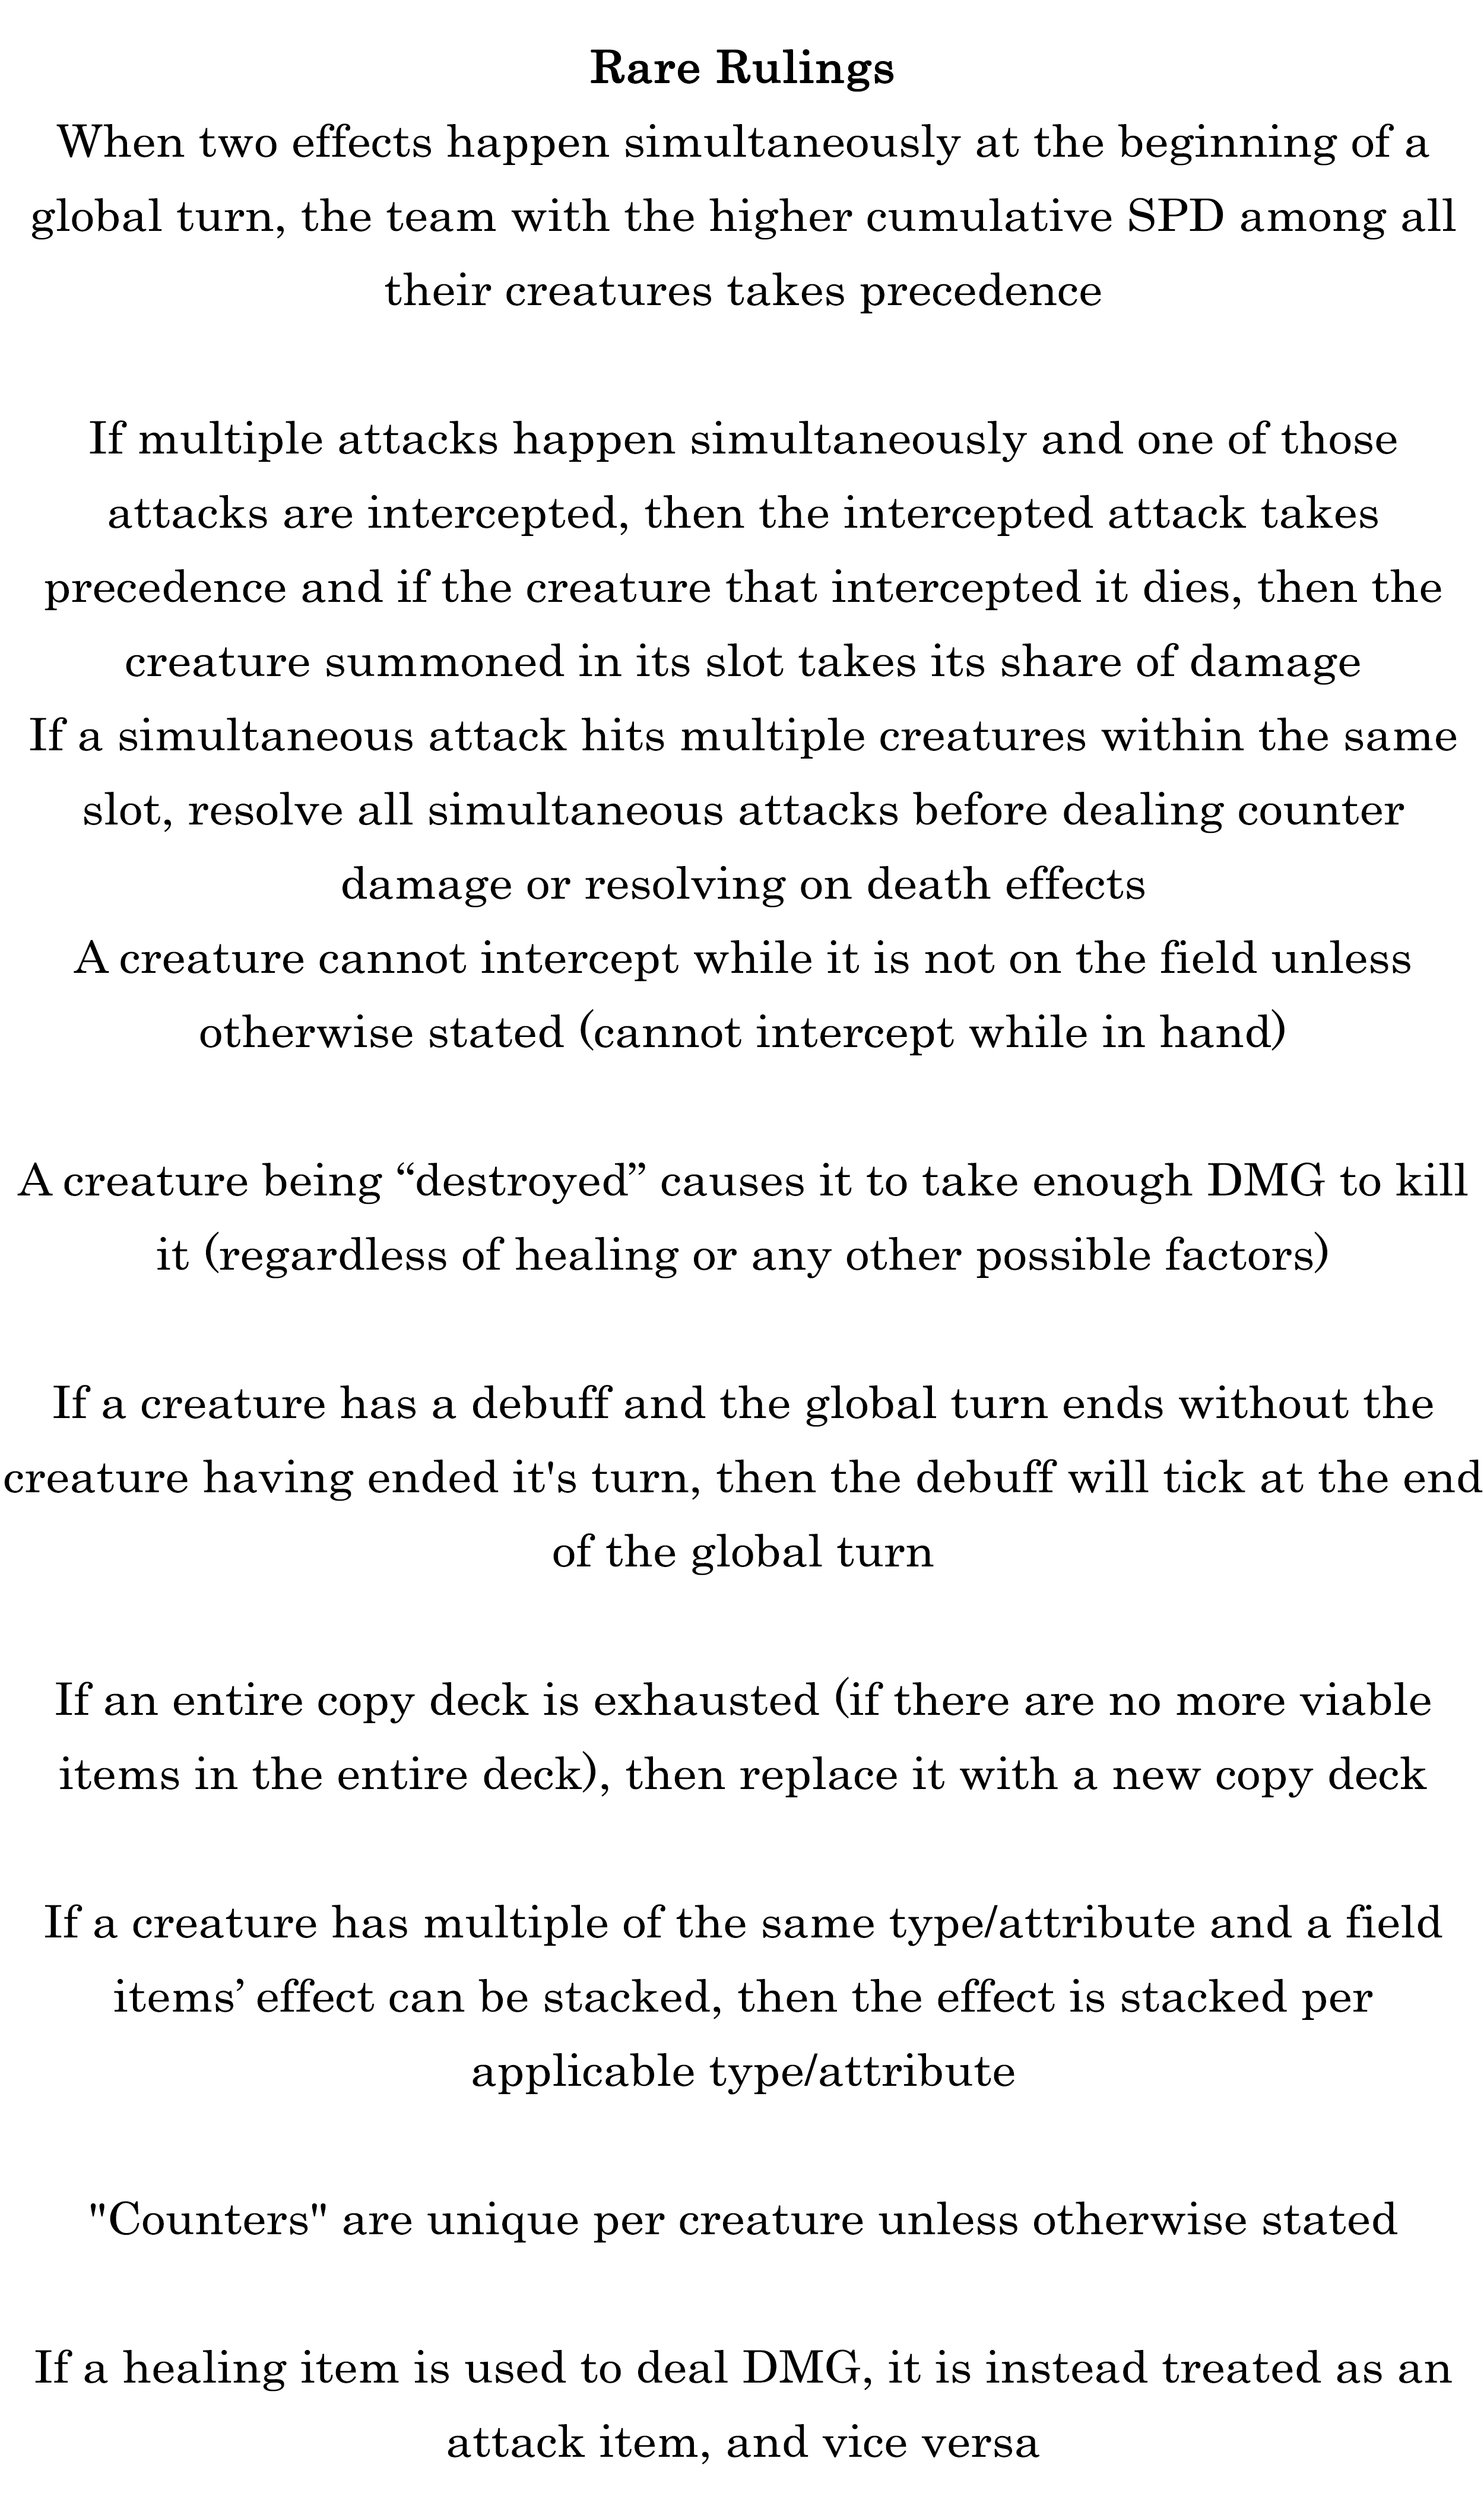 Rare Rulings
When two effects happen simultaneously at the beginning of a
global turn, the team with the higher cumulative SPD among all
their creatures takes precedence
If multiple attacks happen simultaneously and one of those
attacks are intercepted, then the intercepted attack takes
precedence and if the creature that intercepted it dies, then the
creature summoned in its slot takes its share of damage
If a simultaneous attack hits multiple creatures within the same
slot, resolve all simultaneous attacks before dealing counter
damage or resolving on death effects
A creature cannot intercept while it is not on the field unless
otherwise stated (cannot intercept while in hand)
A creature being “destroyed” causes it to take enough DMG to kill
it (regardless of healing or any other possible factors)
If a creature has a debuff and the global turn ends without the
creature having ended it's turn, then the debuff will tick at the end
of the global turn
If an entire copy deck is exhausted (if there are no more viable
items in the entire deck), then replace it with a new copy deck
If a creature has multiple of the same type/attribute and a field
items’ effect can be stacked, then the effect is stacked per
applicable type/attribute
"Counters" are unique per creature unless otherwise stated
If a healing item is used to deal DMG, it is instead treated as an
attack item, and vice versa